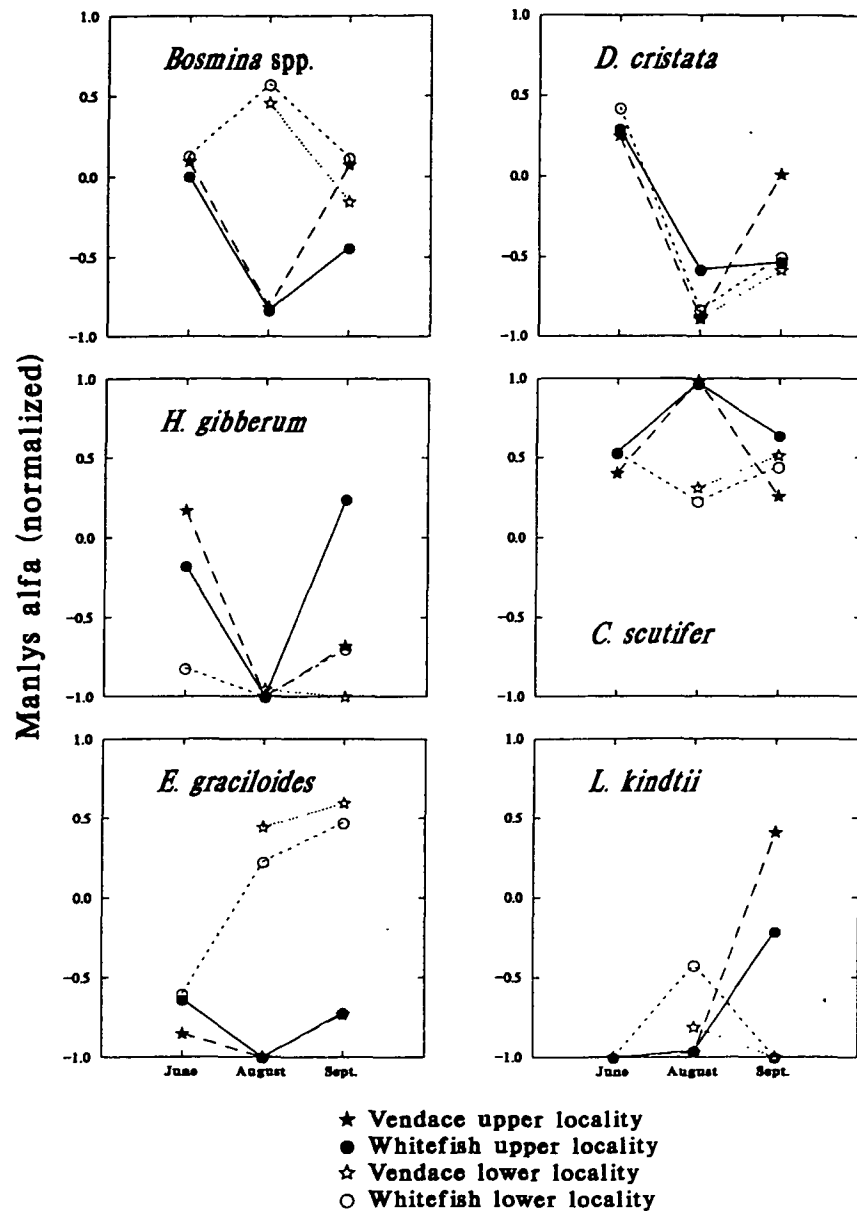 Manlys alfa (normalized)
1.0
0.5
0.0
−0.5
−1.0
Bosmina spp.
1.0
0.5
0.0
−0.5
−1.0
D. cristata
1.0
0.5
0.0
−0.5
−1.0
H. gibberum
1.0
0.5
0.0
−0.5
−1.0
C. scutifer
1.0
0.5
0.0
−0.5
−1.0
E. graciloides
June August Sept.
1.0
0.5
0.0
−0.5
−1.0
L. kindtii
June August Sept.
Vendace upper locality
Whitefish upper locality
Vendace lower locality
Whitefish lower locality